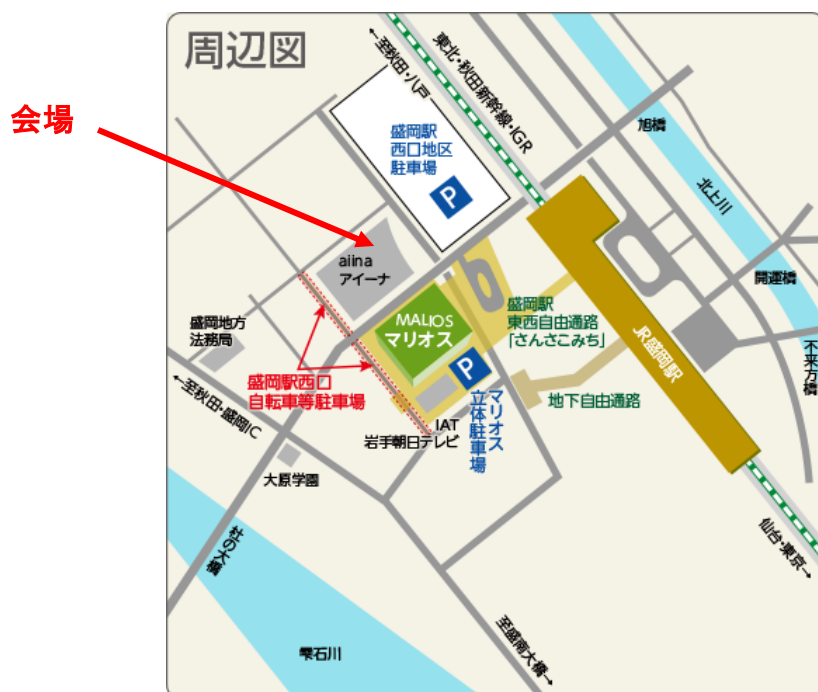 周辺図
会場
←至秋田・八戸
東北・秋田新幹線・IGR
盛岡駅
西口地区
駐車場
P
旭橋
北上川
開運橋
不来方橋
aiina
アイーナ
MALIOS
マリオス
盛岡駅
東西自由通路
「さんさこみち」
JR盛岡駅
盛岡地方
法務局
盛岡駅西口
自転車等駐車場
P
マリオス
立体駐車場
地下自由通路
IAT
岩手朝日テレビ
←至秋田・盛岡IC
大原学園
杜の大橋
仙台・東京→
至盛南大橋→
雫石川